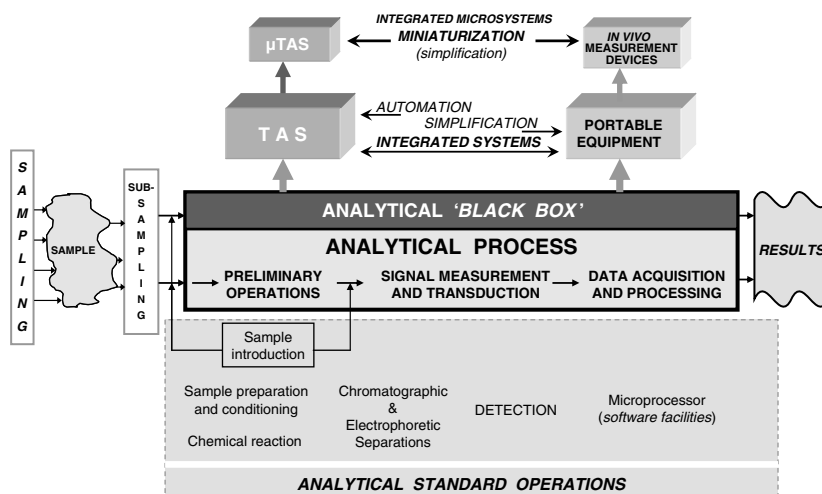 INTEGRATED MICROSYSTEMS
MINIATURIZATION
(simplification)
µTAS
IN VIVO
MEASUREMENT
DEVICES
AUTOMATION
SIMPLIFICATION
INTEGRATED SYSTEMS
T A S
PORTABLE
EQUIPMENT
SAMPLING
SAMPLE
SUB-
SAMPLING
ANALYTICAL ‘BLACK BOX’
ANALYTICAL PROCESS
PRELIMINARY
OPERATIONS
SIGNAL MEASUREMENT
AND TRANSDUCTION
DATA ACQUISITION
AND PROCESSING
RESULTS
Sample
introduction
Sample preparation
and conditioning
Chemical reaction
Chromatographic
&
Electrophoretic
Separations
DETECTION
Microprocessor
(software facilities)
ANALYTICAL STANDARD OPERATIONS